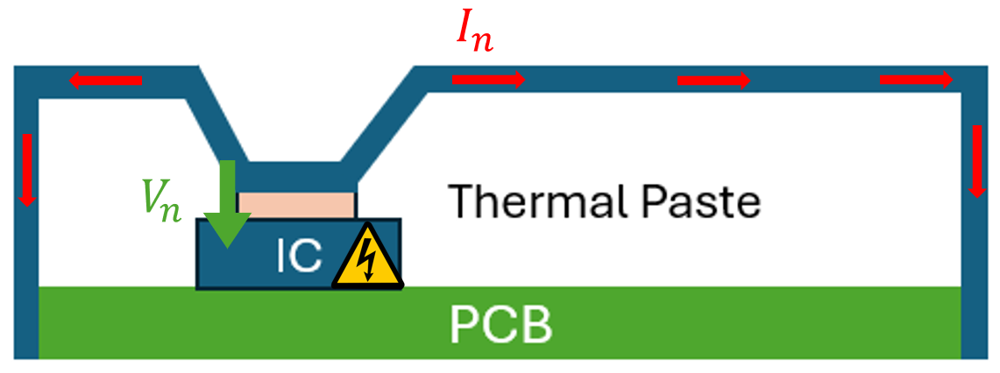 Iₙ
Vₙ
Thermal Paste
IC
PCB